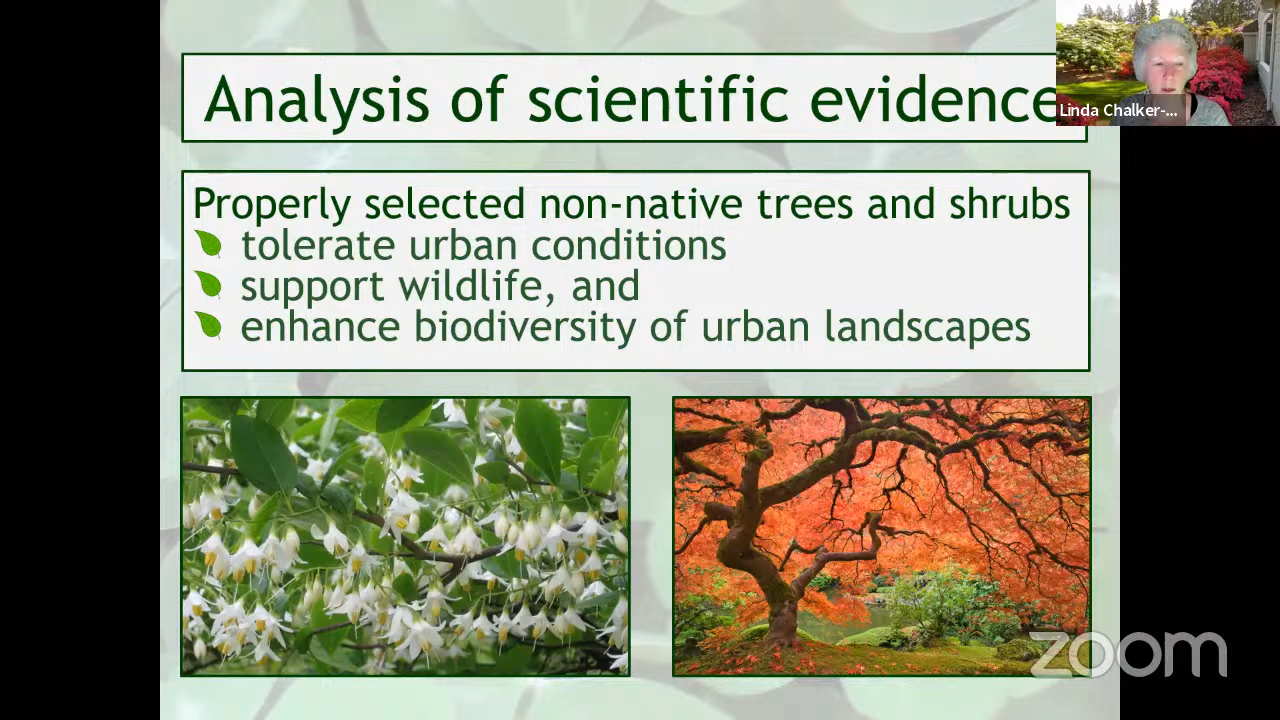 Analysis of scientific evidence
Linda Chalker-...
Properly selected non-native trees and shrubs
tolerate urban conditions
support wildlife, and
enhance biodiversity of urban landscapes
zoom